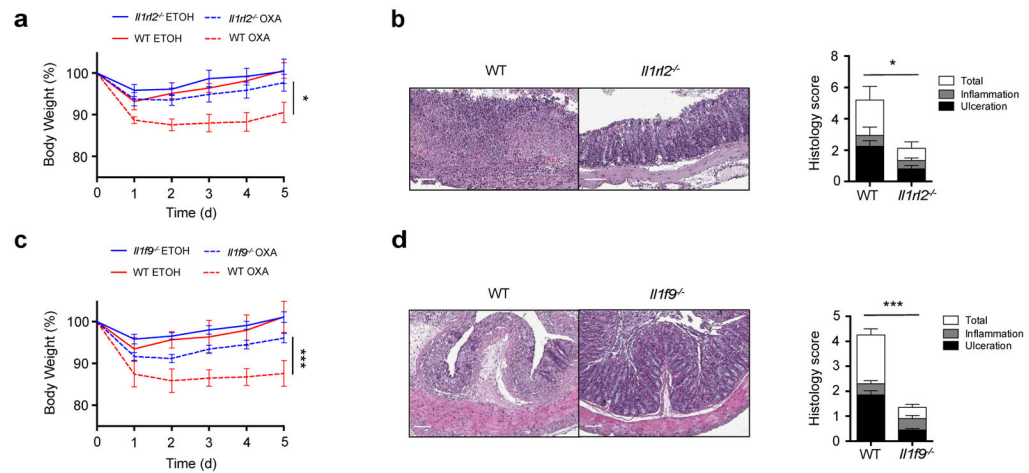 a
Il1rl2-/- ETOH
Il1rl2-/- OXA
WT ETOH
WT OXA
Body Weight (%)
100
90
80
0 1 2 3 4 5
Time (d)
*
b
WT
Il1rl2-/-
Histology score
8
6
4
2
0
*
Total
Inflammation
Ulceration
WT
Il1rl2-/-
c
Il1f9-/- ETOH
Il1f9-/- OXA
WT ETOH
WT OXA
Body Weight (%)
100
90
80
0 1 2 3 4 5
Time (d)
***
d
WT
Il1f9-/-
Histology score
5
4
3
2
1
0
***
Total
Inflammation
Ulceration
WT
Il1f9-/-